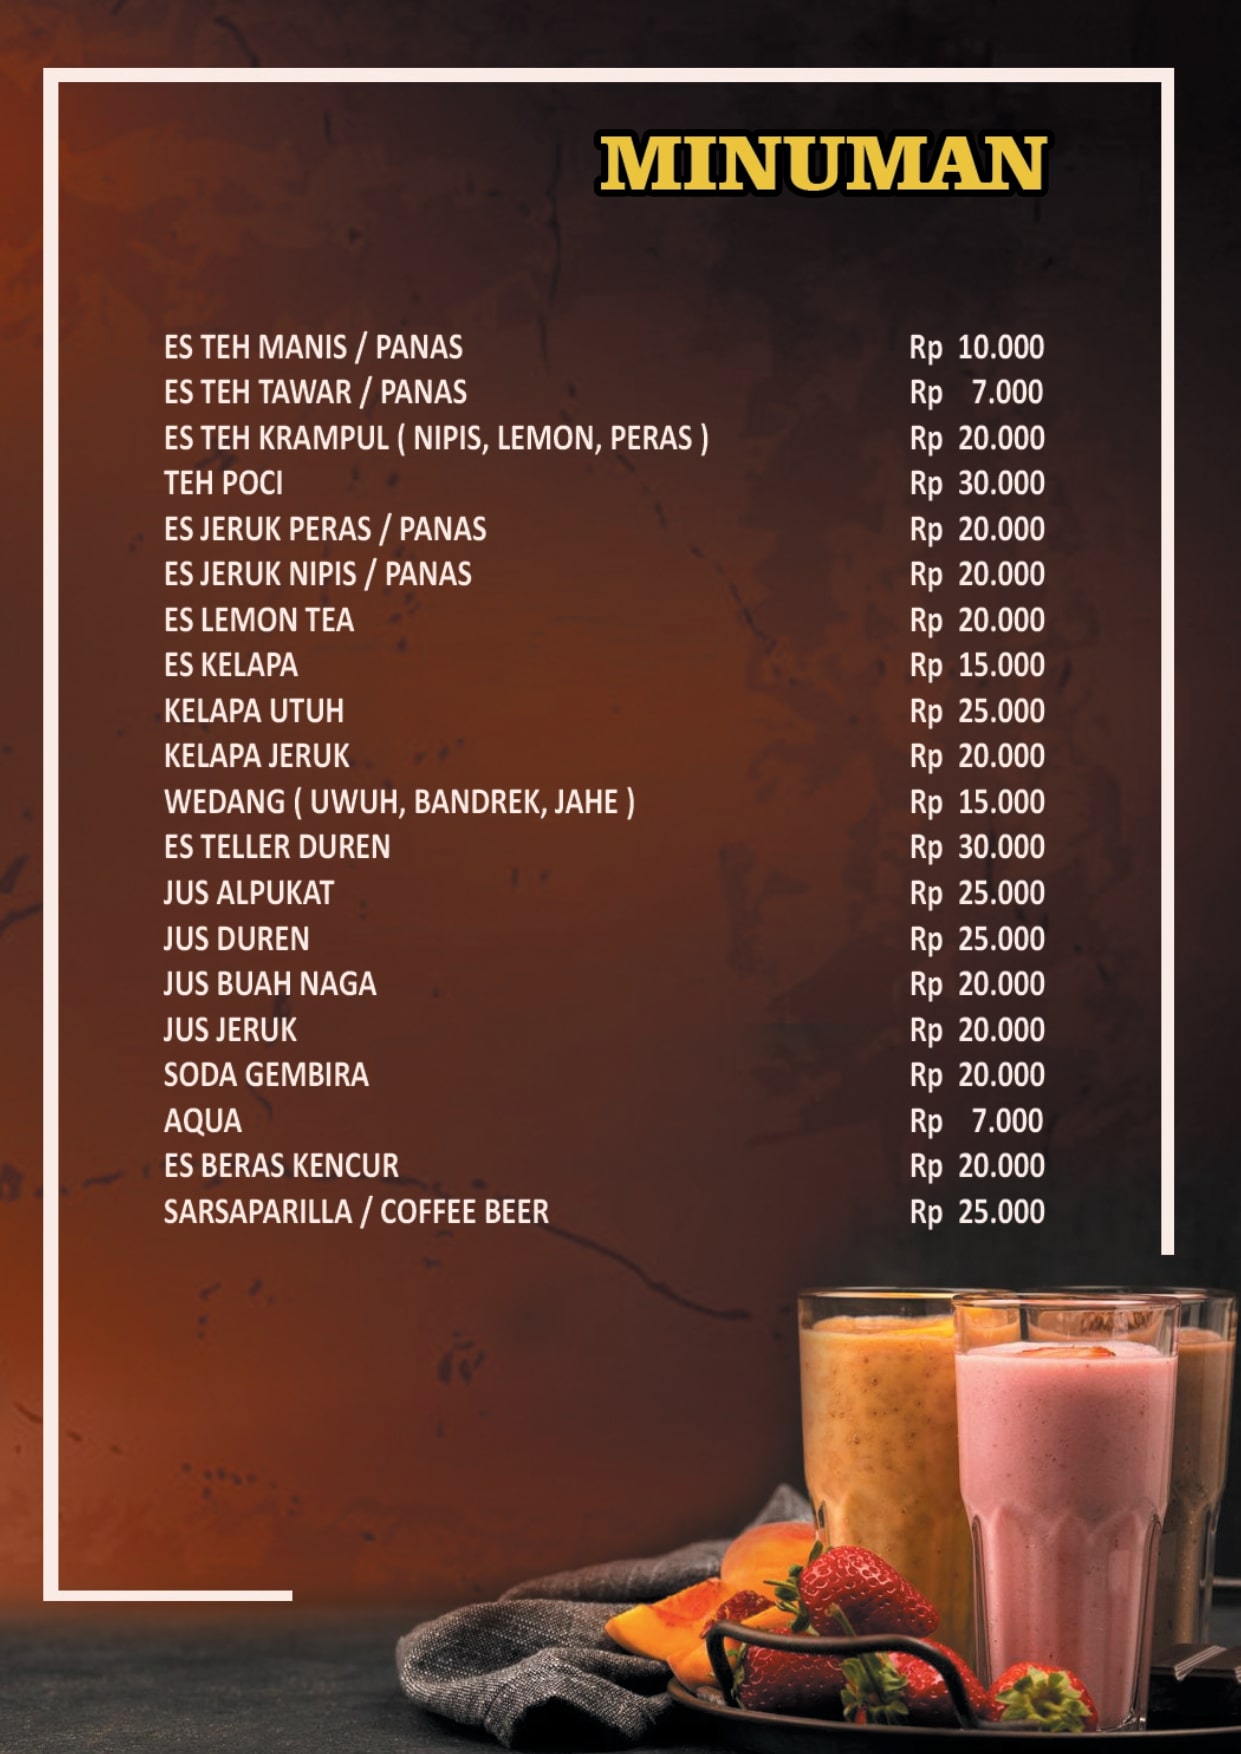 MINUMAN
ES TEH MANIS / PANAS Rp 10.000
ES TEH TAWAR / PANAS Rp 7.000
ES TEH KRAMPUL ( NIPIS, LEMON, PERAS ) Rp 20.000
TEH POCI Rp 30.000
ES JERUK PERAS / PANAS Rp 20.000
ES JERUK NIPIS / PANAS Rp 20.000
ES LEMON TEA Rp 20.000
ES KELAPA Rp 15.000
KELAPA UTUH Rp 25.000
KELAPA JERUK Rp 20.000
WEDANG ( UWUH, BANDREK, JAHE ) Rp 15.000
ES TELLER DUREN Rp 30.000
JUS ALPUKAT Rp 25.000
JUS DUREN Rp 25.000
JUS BUAH NAGA Rp 20.000
JUS JERUK Rp 20.000
SODA GEMBIRA Rp 20.000
AQUA Rp 7.000
ES BERAS KENCUR Rp 20.000
SARSAPARILLA / COFFEE BEER Rp 25.000